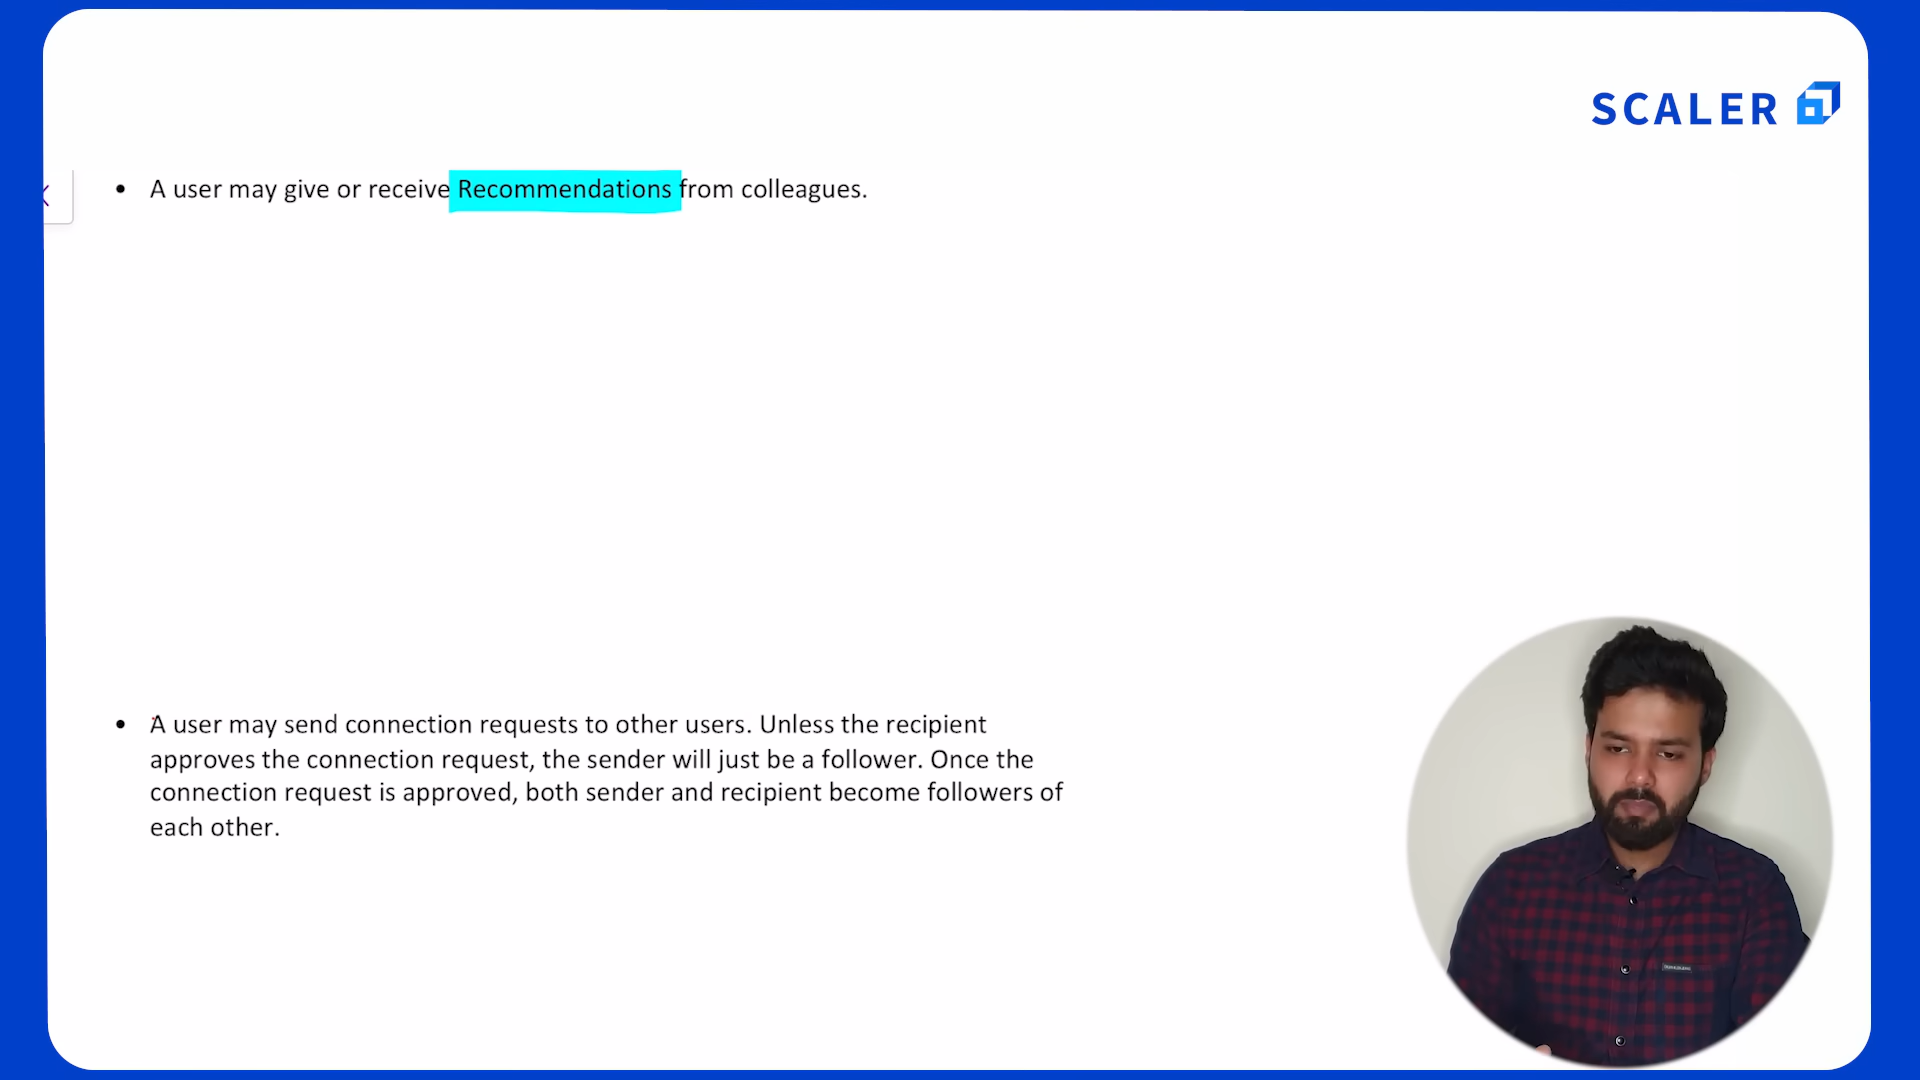 SCALER
• A user may give or receive Recommendations from colleagues.
• A user may send connection requests to other users. Unless the recipient
approves the connection request, the sender will just be a follower. Once the
connection request is approved, both sender and recipient become followers of
each other.